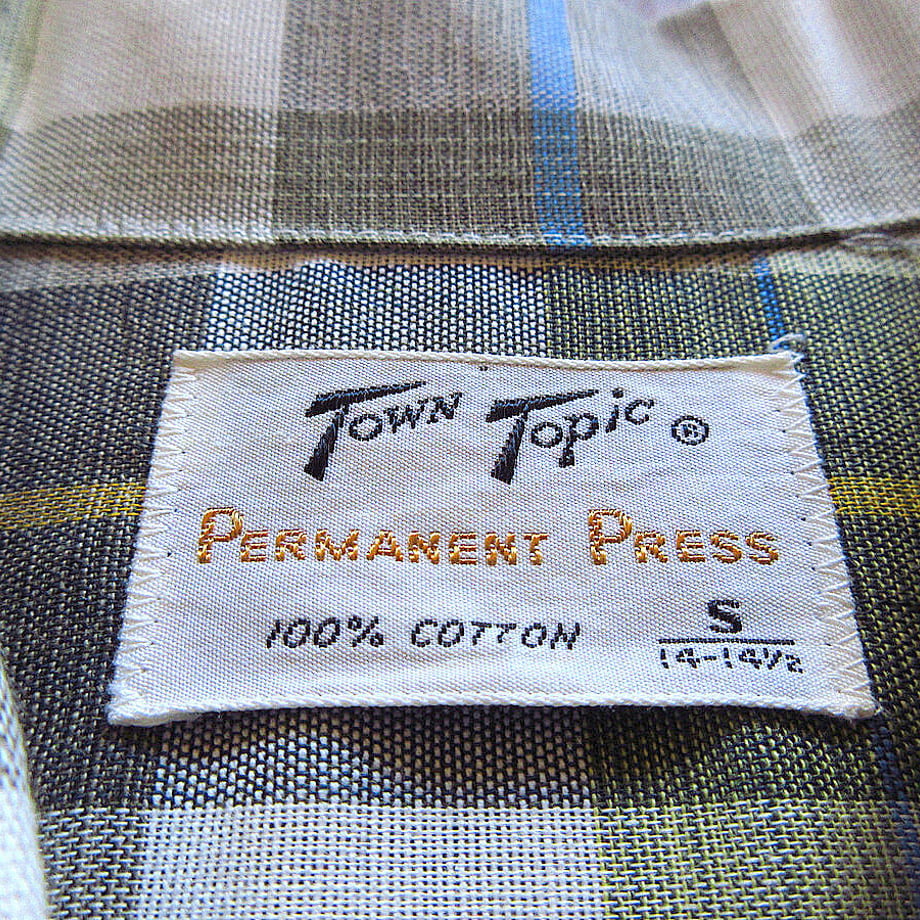 Town Topic ®
PERMANENT PRESS
100% COTTON
S
14-14½